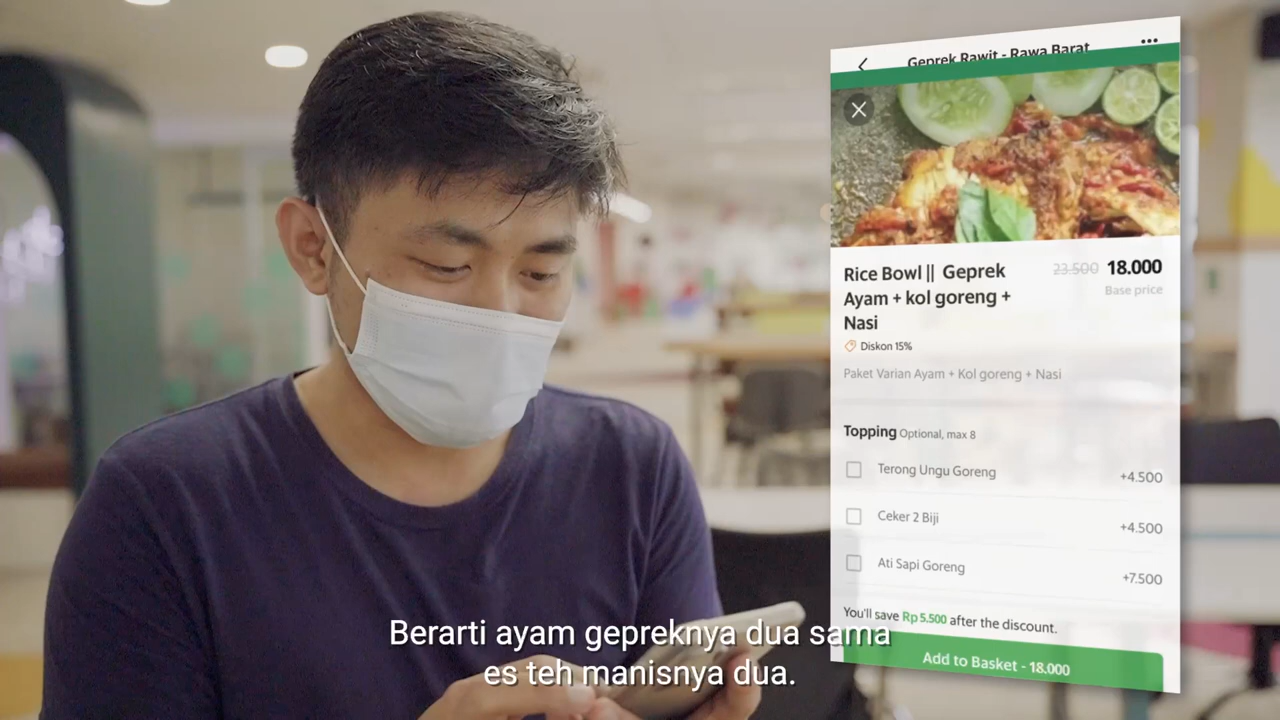 Geprek Rawit - Rawa Barat
Rice Bowl || Geprek
Ayam + kol goreng +
Nasi
23.500 18.000
Base price
Diskon 15%
Paket Varian Ayam + Kol goreng + Nasi
Topping Optional, max 8
Terong Ungu Goreng +4.500
Ceker 2 Biji +4.500
Ati Sapi Goreng +7.500
You'll save Rp 5.500 after the discount.
Add to Basket - 18.000
Berarti ayam gepreknya dua sama
es teh manisnya dua.